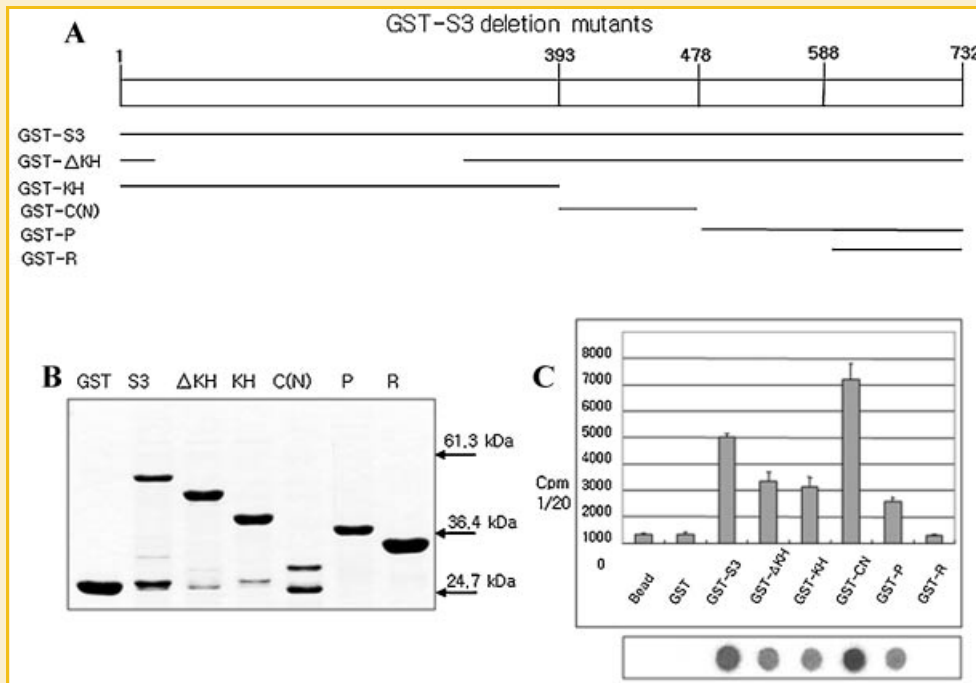 A
GST-S3 deletion mutants
1 393 478 588 732
GST-S3
GST-△KH
GST-KH
GST-C(N)
GST-P
GST-R
B
GST S3 △KH KH C(N) P R
61,3 kDa
36,4 kDa
24,7 kDa
C
8000
7000
6000
5000
4000
3000
2000
1000
0
Cpm
1/20
Bead GST GST-S3 GST-ΔKH GST-KH GST-CN GST-P GST-R